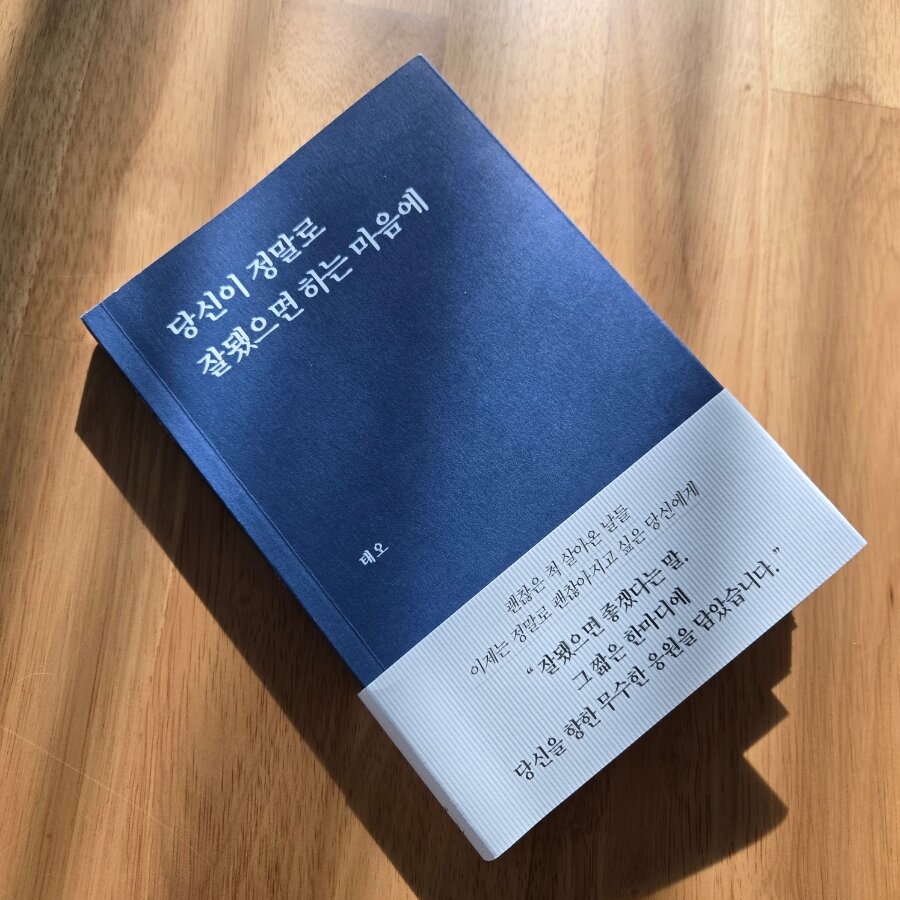 당신이 정말로
잘됐으면 하는 마음에
태오
괜찮은 척 살아온 날들
이제는 정말로 괜찮아지고 싶은 당신에게
“잘됐으면 좋겠다는 말.
그 짧은 한마디에
당신을 향한 무수한 응원을 담았습니다.”